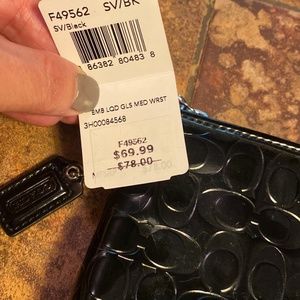 F49562 SV/BK
SV/Black
86382 80483 8
EMB LQD GLS MED WRST
3H00084568
F49562
$69.99
$78.00
COACH